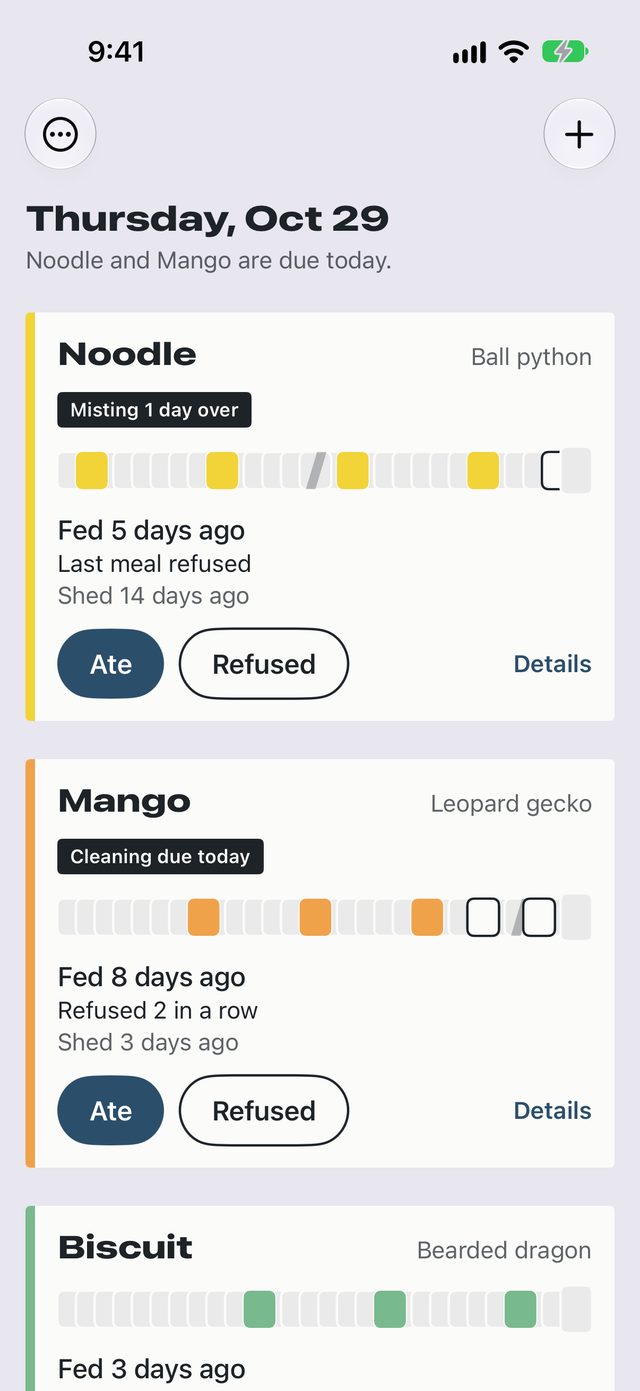 9:41
Thursday, Oct 29
Noodle and Mango are due today.
Noodle
Ball python
Misting 1 day over
Fed 5 days ago
Last meal refused
Shed 14 days ago
Ate
Refused
Details
Mango
Leopard gecko
Cleaning due today
Fed 8 days ago
Refused 2 in a row
Shed 3 days ago
Ate
Refused
Details
Biscuit
Bearded dragon
Fed 3 days ago